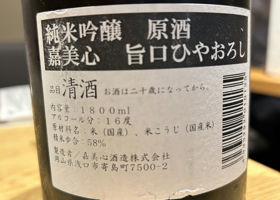 純米吟醸 原酒
嘉美心 旨口ひやおろし
品目 清酒 お酒は二十歳になってから。
内容量:1800ml
アルコール分:16度
原材料名:米(国産)、米こうじ(国産米)
精米歩合:58%
製造者:嘉美心酒造株式会社
岡山県浅口市寄島町7500-2